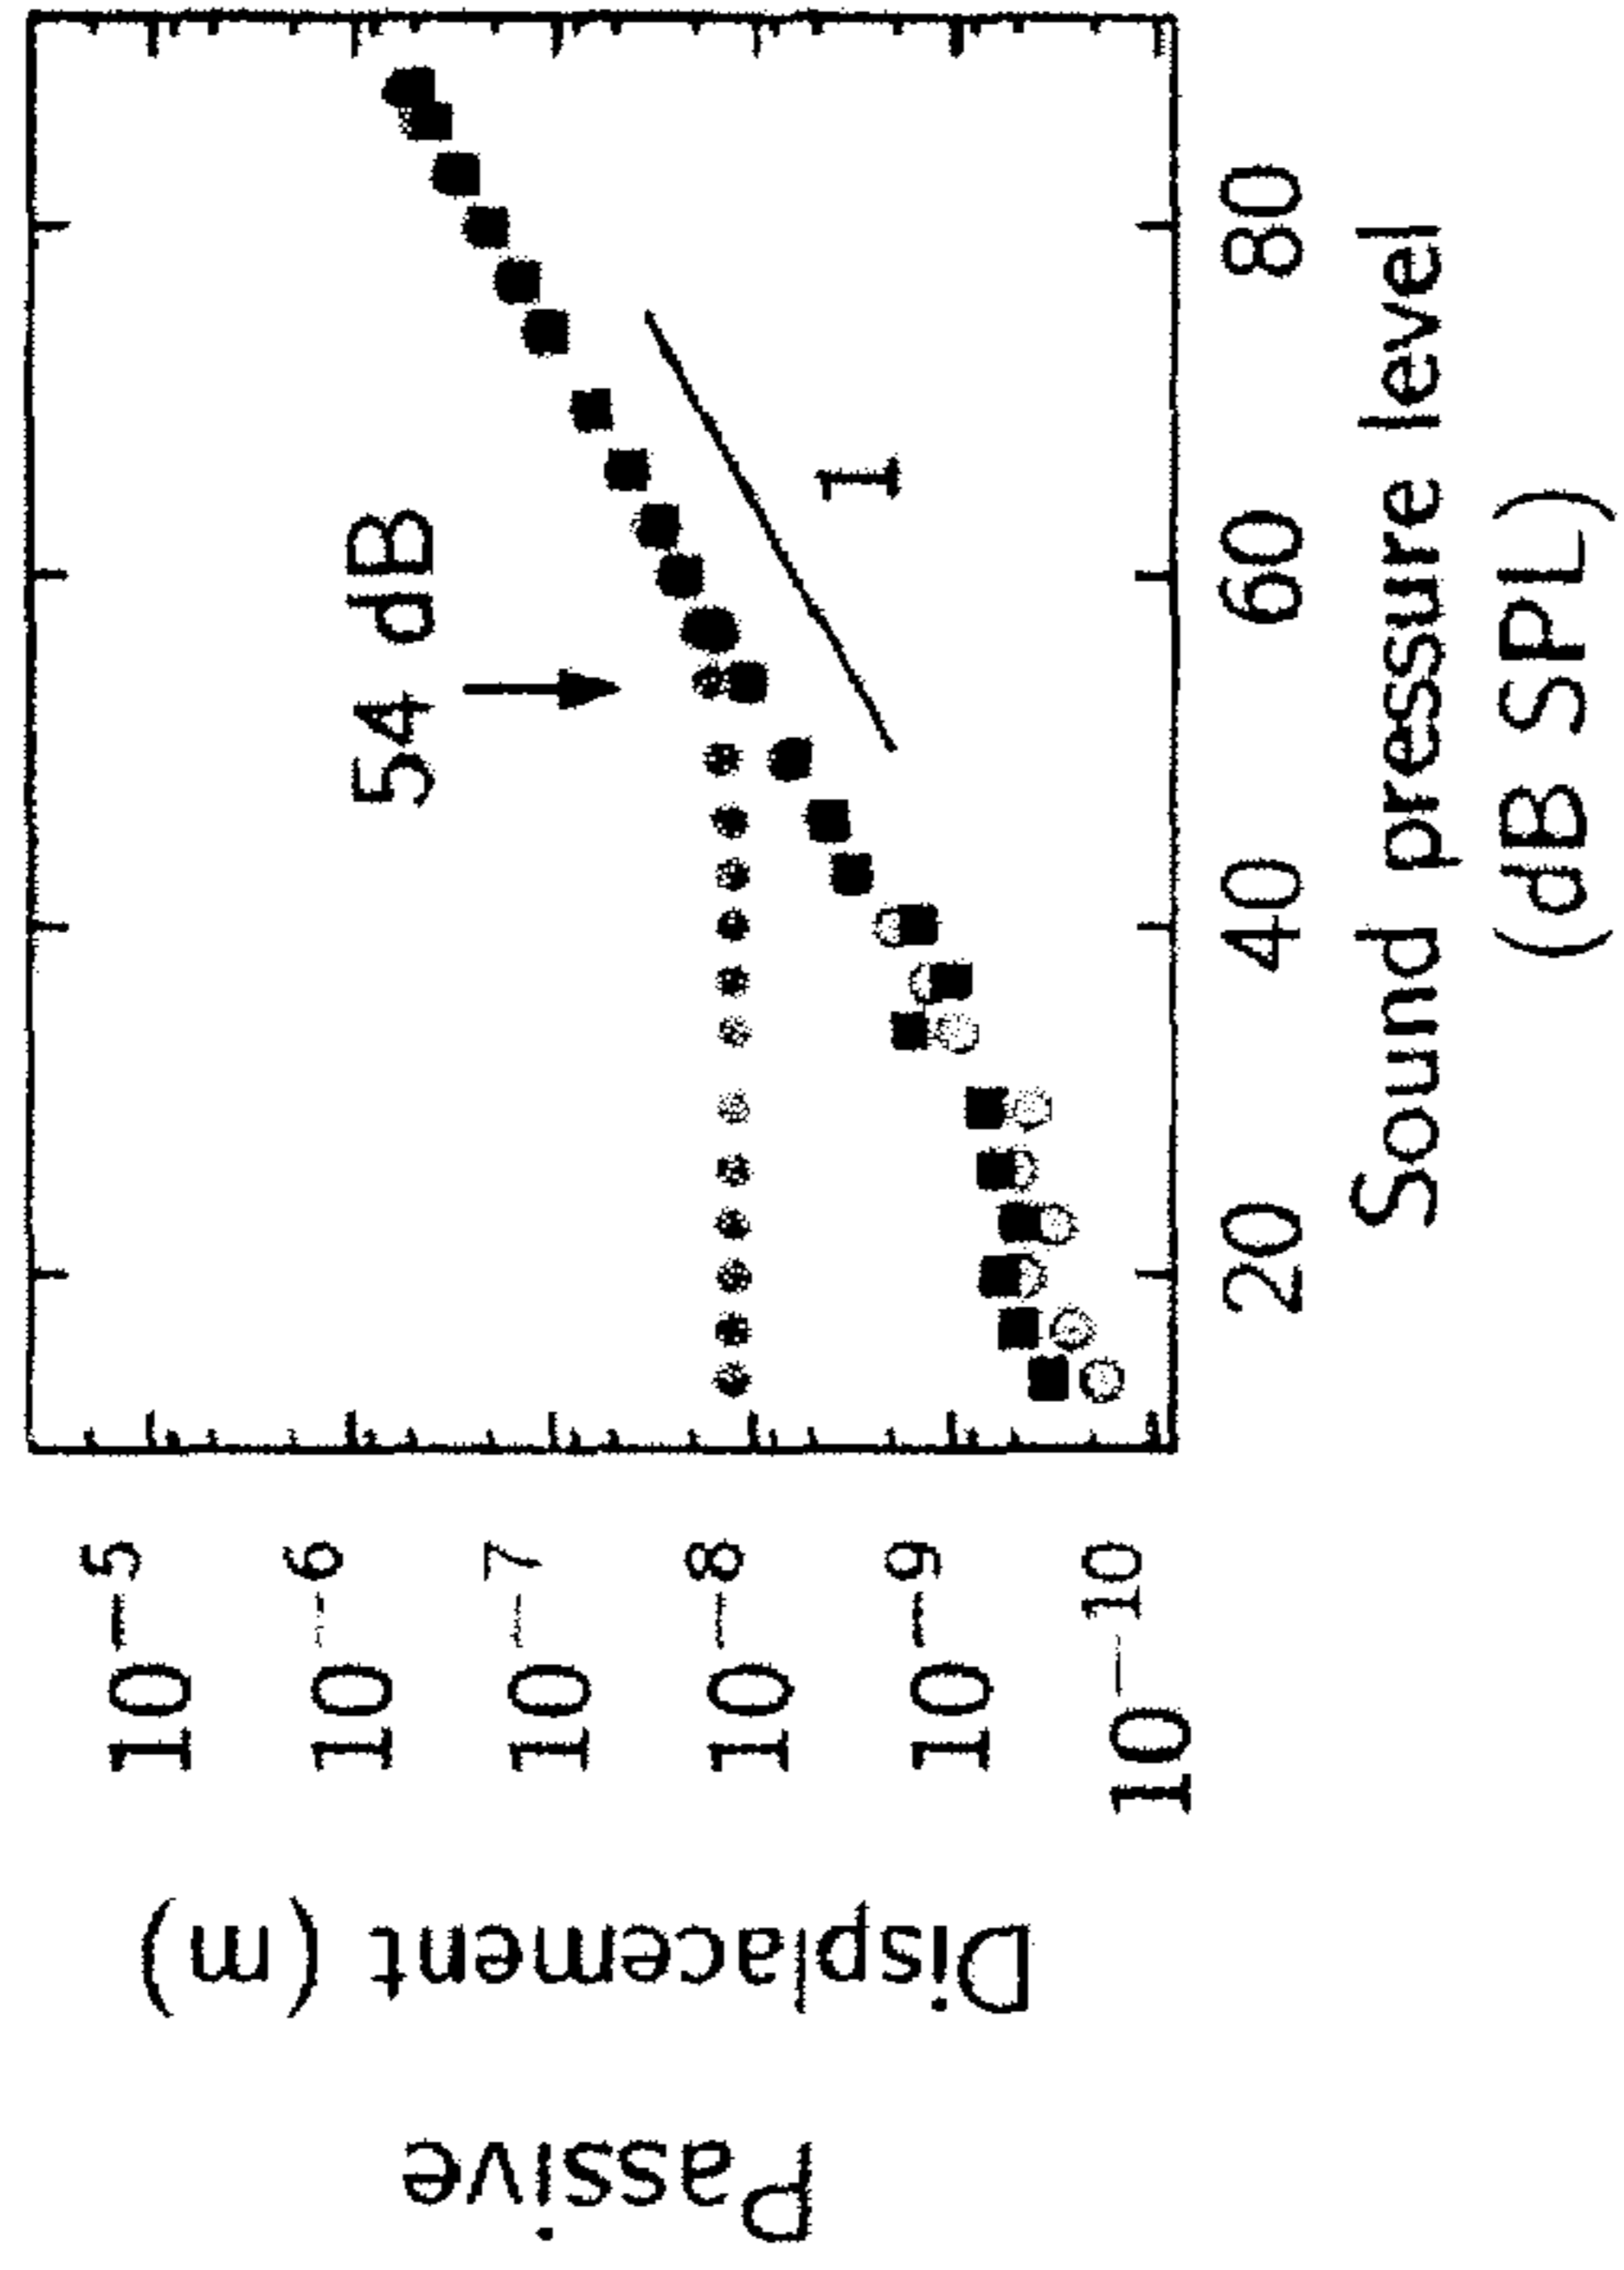 Passive
Displacement (m)
10⁻⁵
10⁻⁶
10⁻⁷
10⁻⁸
10⁻⁹
10⁻¹⁰
54 dB
1
20 40 60 80
Sound pressure level
(dB SPL)